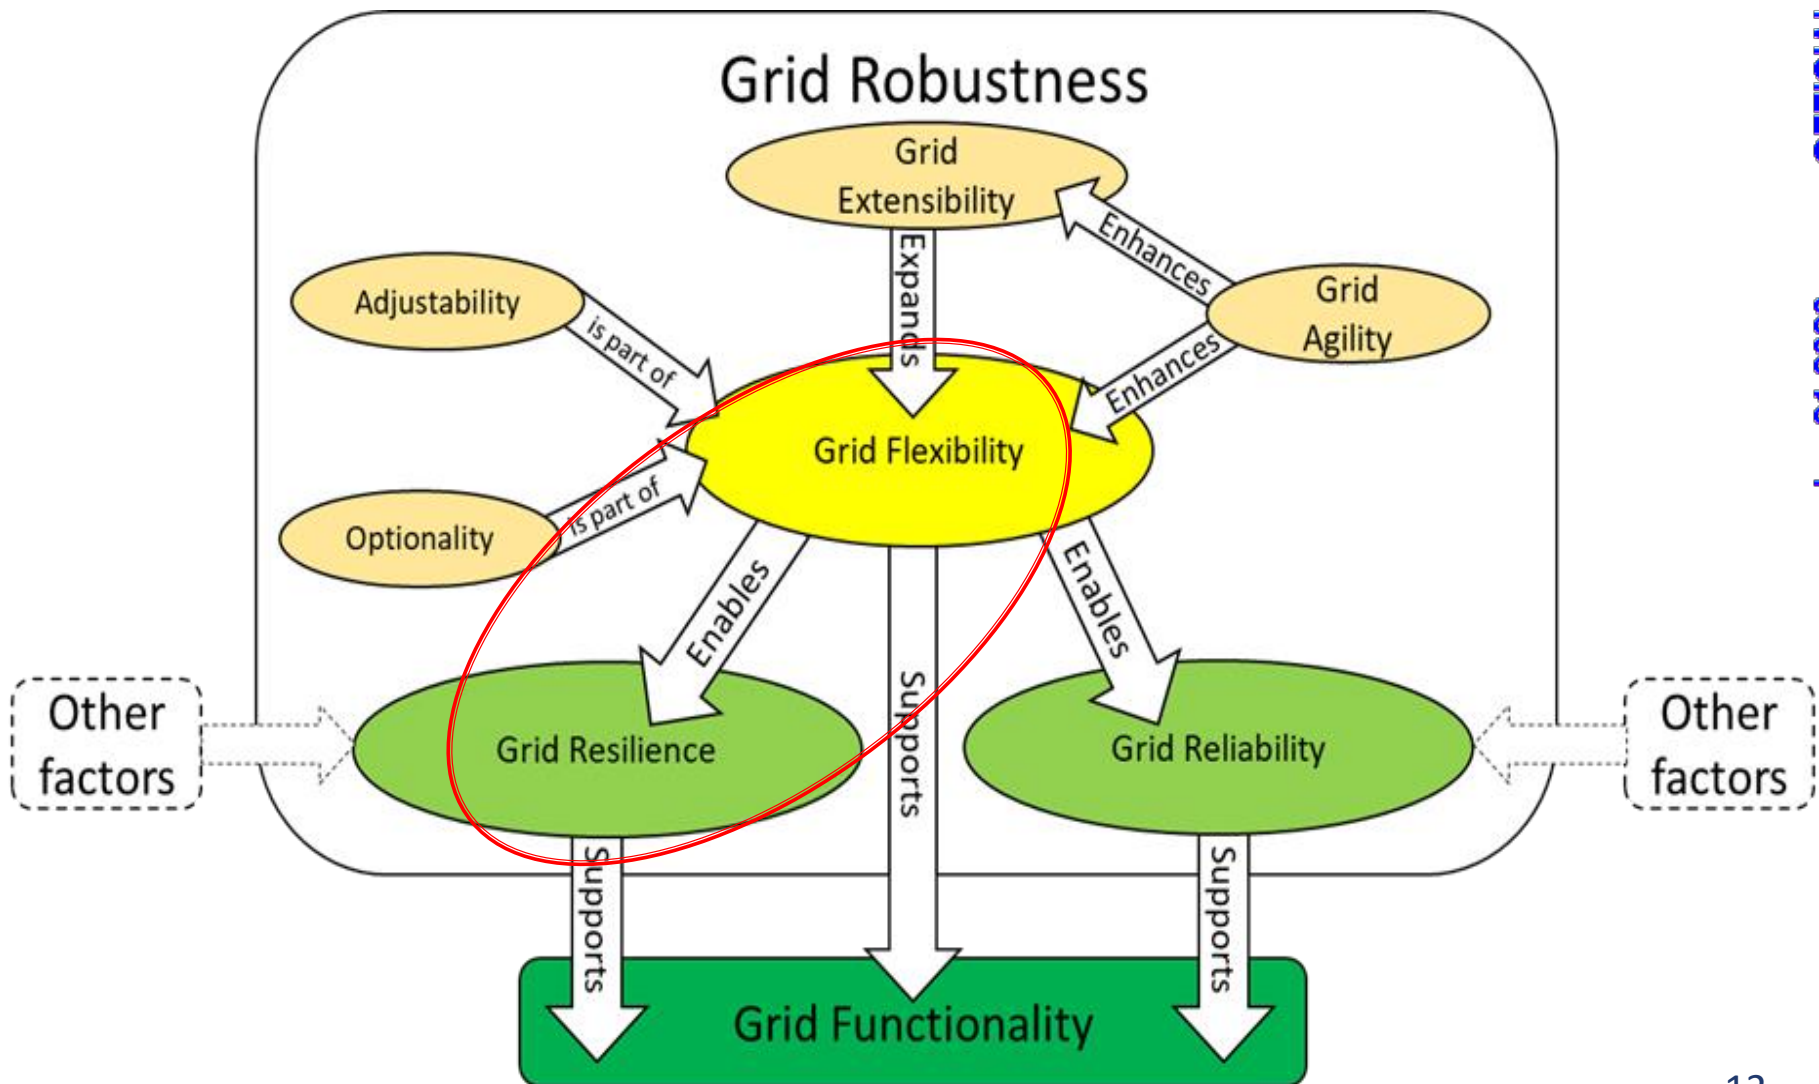 Grid Robustness
Grid
Extensibility
Enhances
Expands
Adjustability
is part of
Grid
Agility
Enhances
Grid Flexibility
Optionality
is part of
Enables
Enables
Supports
Other
factors
Grid Resilience
Grid Reliability
Other
factors
Supports
Supports
Grid Functionality